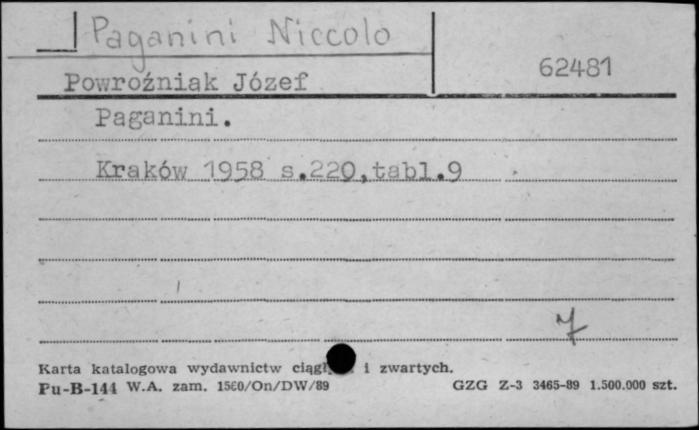 Paganini Niccolo
62481
Powroźniak Józef
Paganini.
Kraków 1958 s.220,tabl.9
7
Karta katalogowa wydawnictw i zwartych.
Pu-B-144 W.A. zam. 1560/On/DW/89 GZG Z-3 3465-89 1.500.000 szt.